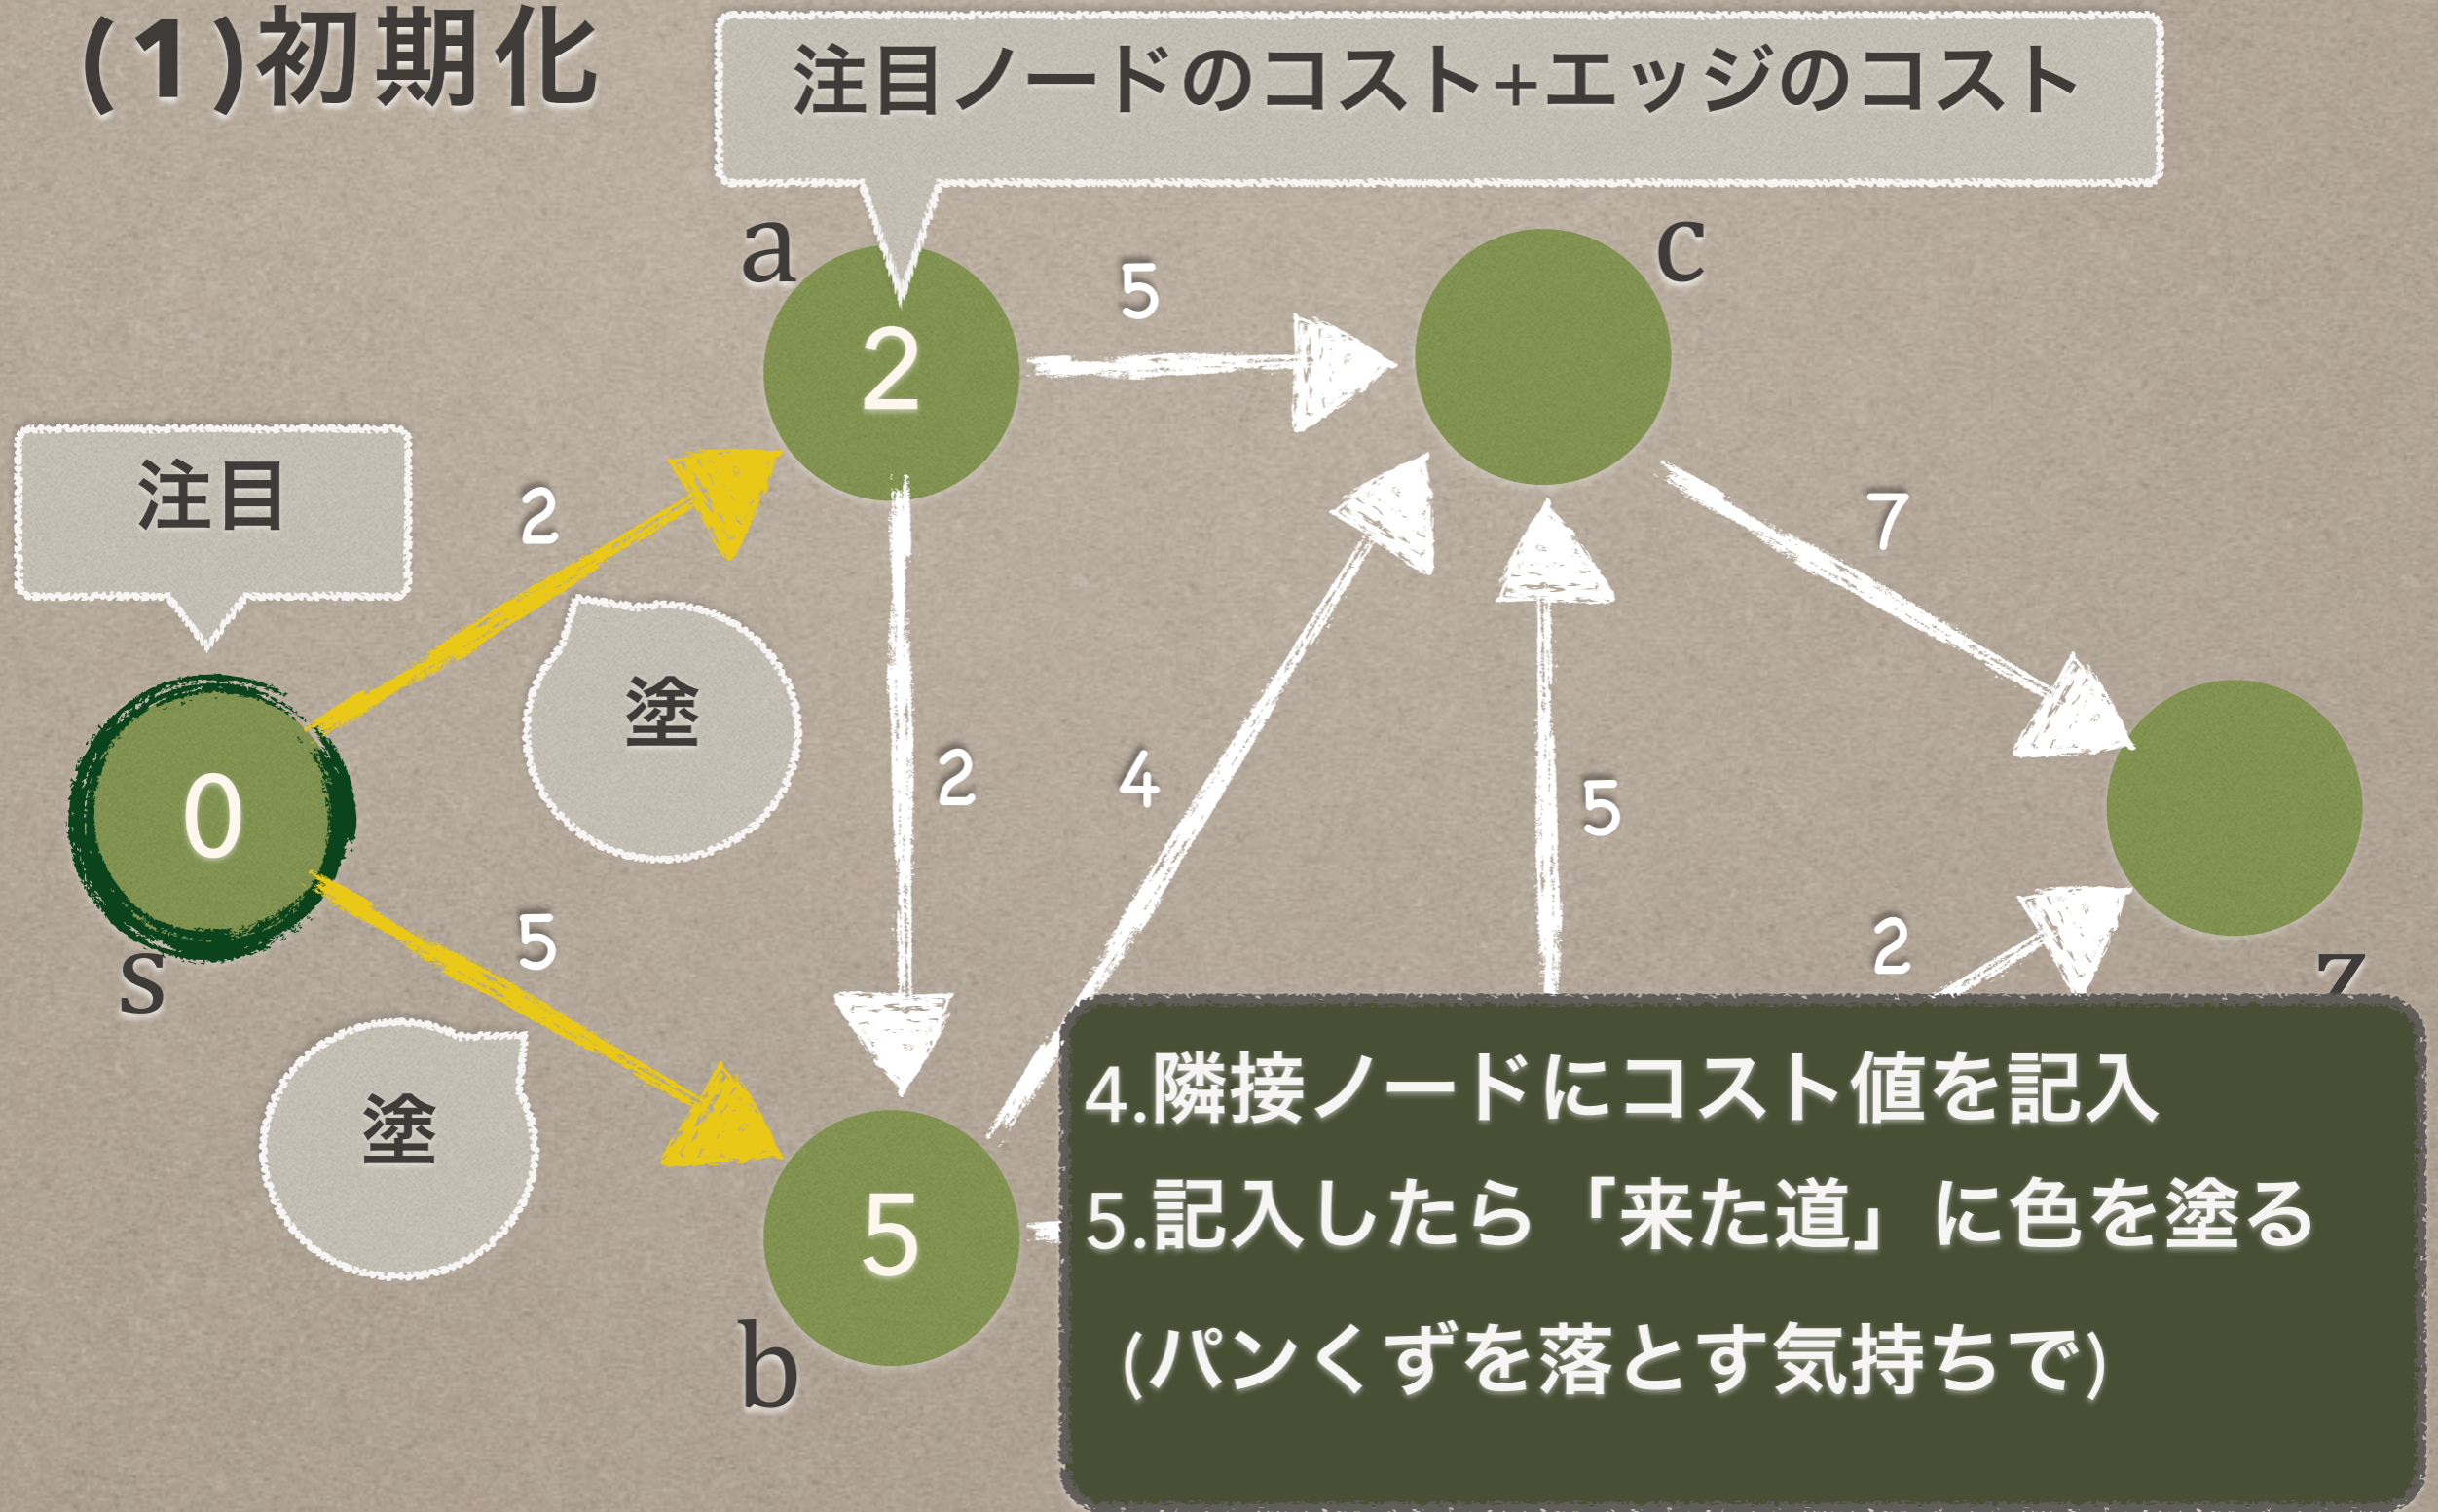 (1)初期化
注目ノードのコスト+エッジのコスト
a
c
5
2
注目
2
7
塗
0
2
4
5
s
5
2
z
塗
4.隣接ノードにコスト値を記入
5.記入したら「来た道」に色を塗る
(パンくずを落とす気持ちで)
5
b